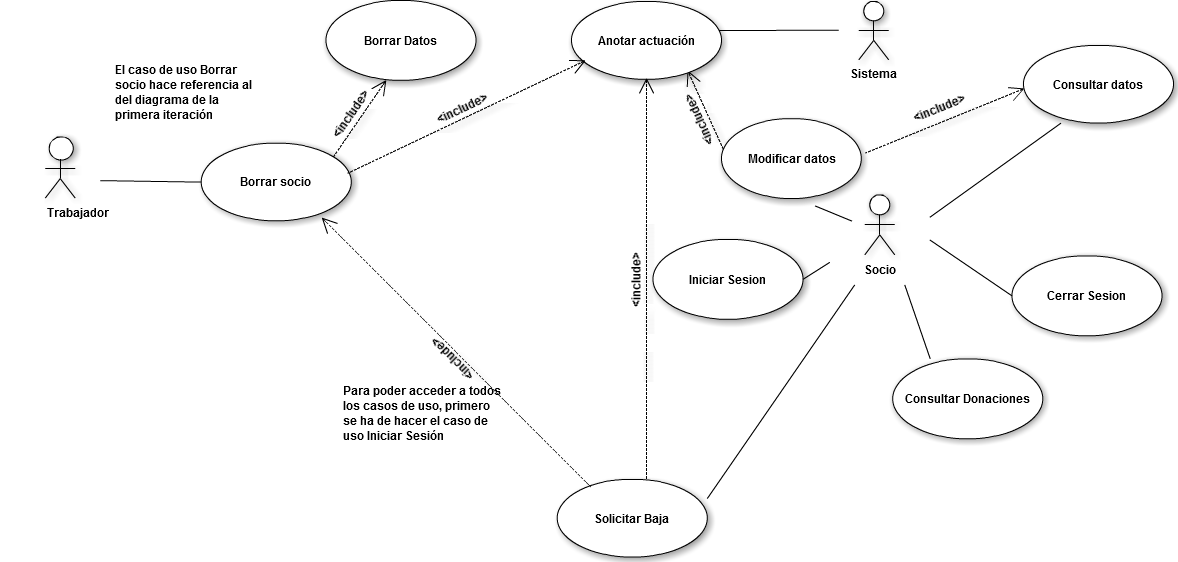 Borrar Datos
Anotar actuación
Sistema
El caso de uso Borrar
socio hace referencia al
del diagrama de la
primera iteración
Consultar datos
<include>
<include>
<include>
<include>
Trabajador
Borrar socio
Modificar datos
Socio
Iniciar Sesion
<include>
Cerrar Sesion
<include>
Para poder acceder a todos
los casos de uso, primero
se ha de hacer el caso de
uso Iniciar Sesión
Consultar Donaciones
Solicitar Baja